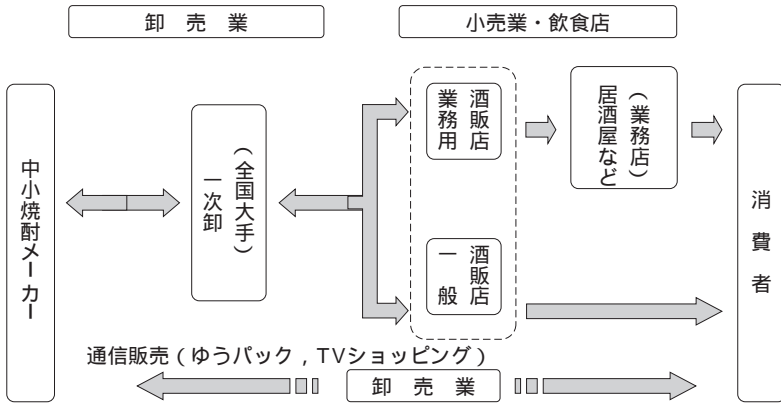 卸 売 業
小売業・飲食店
中小焼酎メーカー
一次卸
(全国大手)
業務用
酒販店
一般
酒販店
居酒屋など
(業務店)
消費者
通信販売(ゆうパック,TVショッピング)
卸 売 業